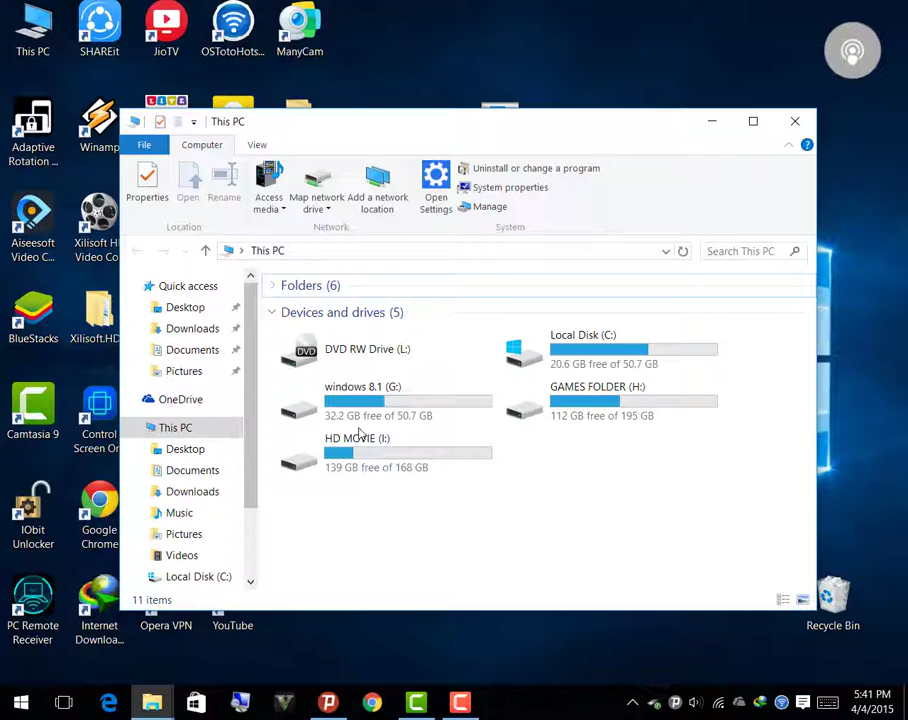 This PC
SHAREit
JioTV
OSTotoHots...
ManyCam
LIVE
Adaptive
Rotation ...
Winamp
Aiseesoft
Video C...
Xilisoft H
Video C
BlueStacks
Xilisoft.HD
Camtasia 9
Control
Screen On
IObit
Unlocker
Google
Chrome
PC Remote
Receiver
Internet
Downloa...
Opera VPN
YouTube
Recycle Bin
This PC
File
Computer
View
Properties
Open
Rename
Access
media
Map network
drive
Add a network
location
Open
Settings
Uninstall or change a program
System properties
Manage
Location
Network
System
This PC
Search This PC
Quick access
Desktop
Downloads
Documents
Pictures
OneDrive
This PC
Desktop
Documents
Downloads
Music
Pictures
Videos
Local Disk (C:)
Folders (6)
Devices and drives (5)
DVD
DVD RW Drive (L:)
Local Disk (C:)
20.6 GB free of 50.7 GB
windows 8.1 (G:)
32.2 GB free of 50.7 GB
GAMES FOLDER (H:)
112 GB free of 195 GB
HD MOVIE (I:)
139 GB free of 168 GB
11 items
5:41 PM
4/4/2015